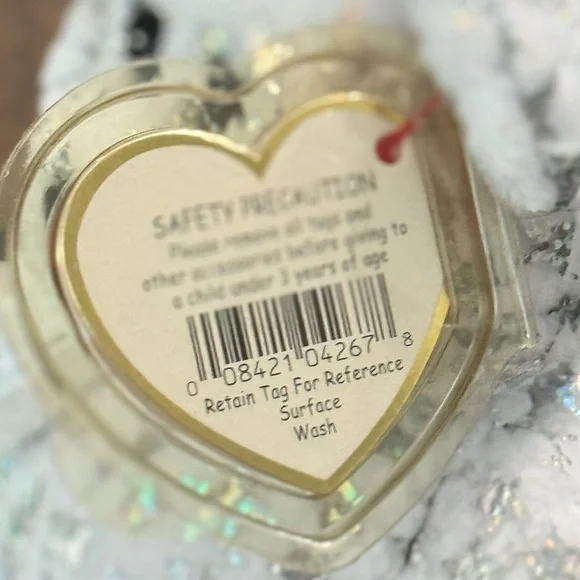 SAFETY PRECAUTION
Please remove all tags and
other accessories before giving to
a child under 3 years of age
0 08421 04267 8
Retain Tag For Reference
Surface
Wash